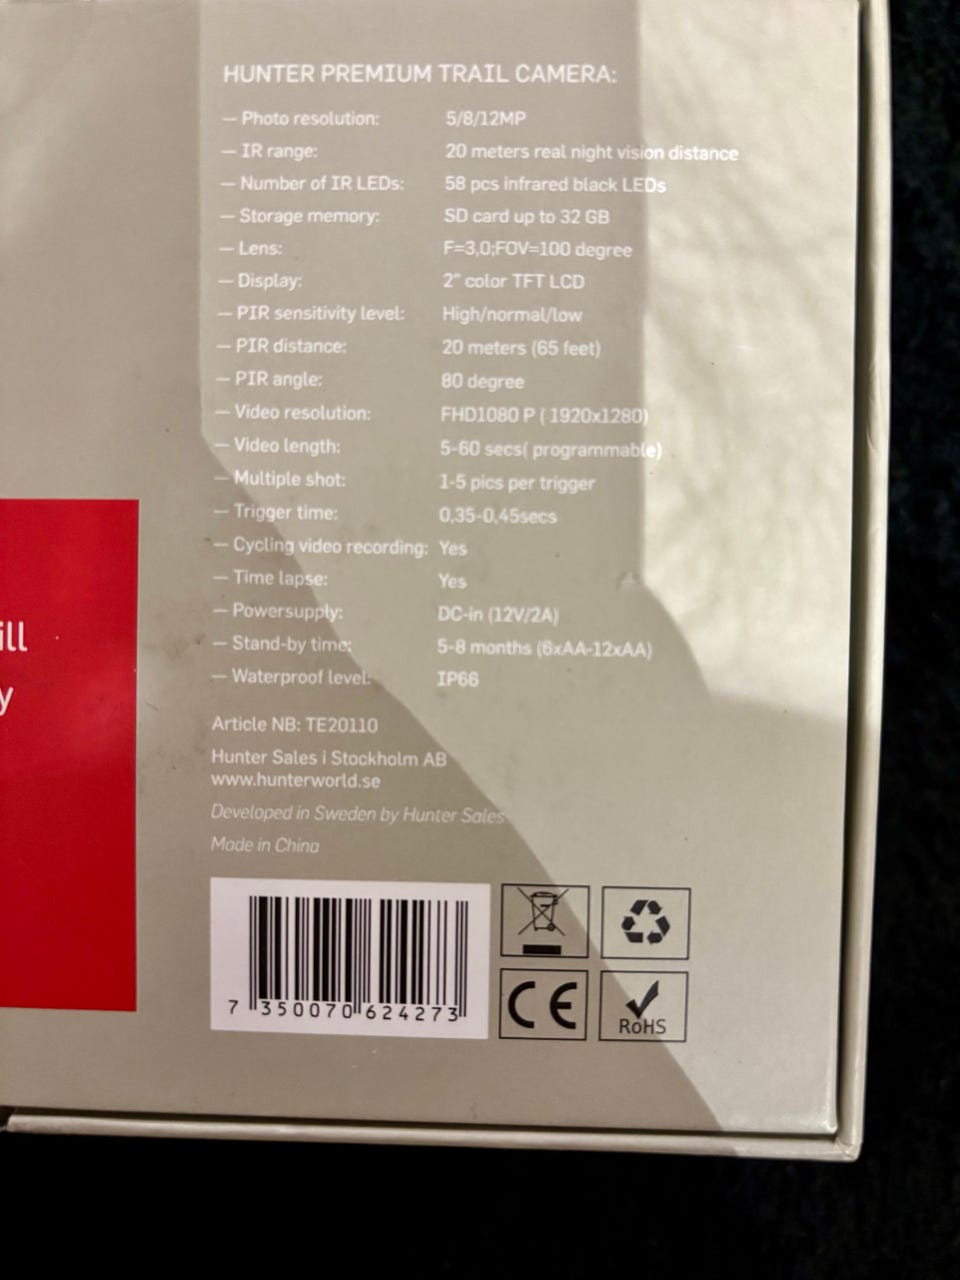 HUNTER PREMIUM TRAIL CAMERA:
— Photo resolution: 5/8/12MP
— IR range: 20 meters real night vision distance
— Number of IR LEDs: 58 pcs infrared black LEDs
— Storage memory: SD card up to 32 GB
— Lens: F=3,0;FOV=100 degree
— Display: 2" color TFT LCD
— PIR sensitivity level: High/normal/low
— PIR distance: 20 meters (65 feet)
— PIR angle: 80 degree
— Video resolution: FHD1080 P ( 1920x1280)
— Video length: 5-60 secs( programmable)
— Multiple shot: 1-5 pics per trigger
— Trigger time: 0,35-0,45secs
— Cycling video recording: Yes
— Time lapse: Yes
— Powersupply: DC-in (12V/2A)
— Stand-by time: 5-8 months (6xAA-12xAA)
— Waterproof level: IP66
ill
y
Article NB: TE20110
Hunter Sales i Stockholm AB
www.hunterworld.se
Developed in Sweden by Hunter Sales
Made in China
7 350070 624273
CE
RoHS